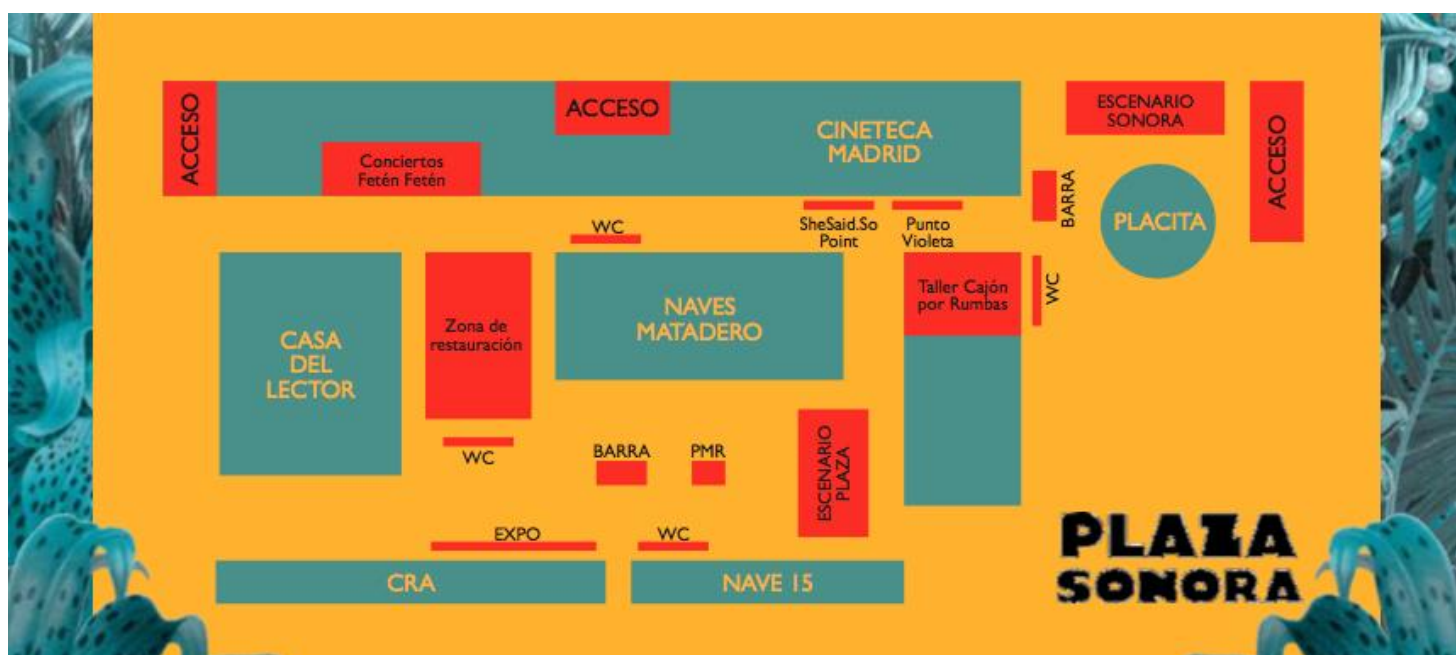 ACCESO
Conciertos
Fetén Fetén
ACCESO
CINETECA
MADRID
ESCENARIO
SONORA
ACCESO
BARRA
PLACITA
WC
SheSaid.So
Point
Punto
Violeta
WC
CASA
DEL
LECTOR
Zona de
restauración
NAVES
MATADERO
Taller Cajón
por Rumbas
WC
BARRA
PMR
ESCENARIO
PLAZA
EXPO
WC
CRA
NAVE 15
PLAZA
SONORA